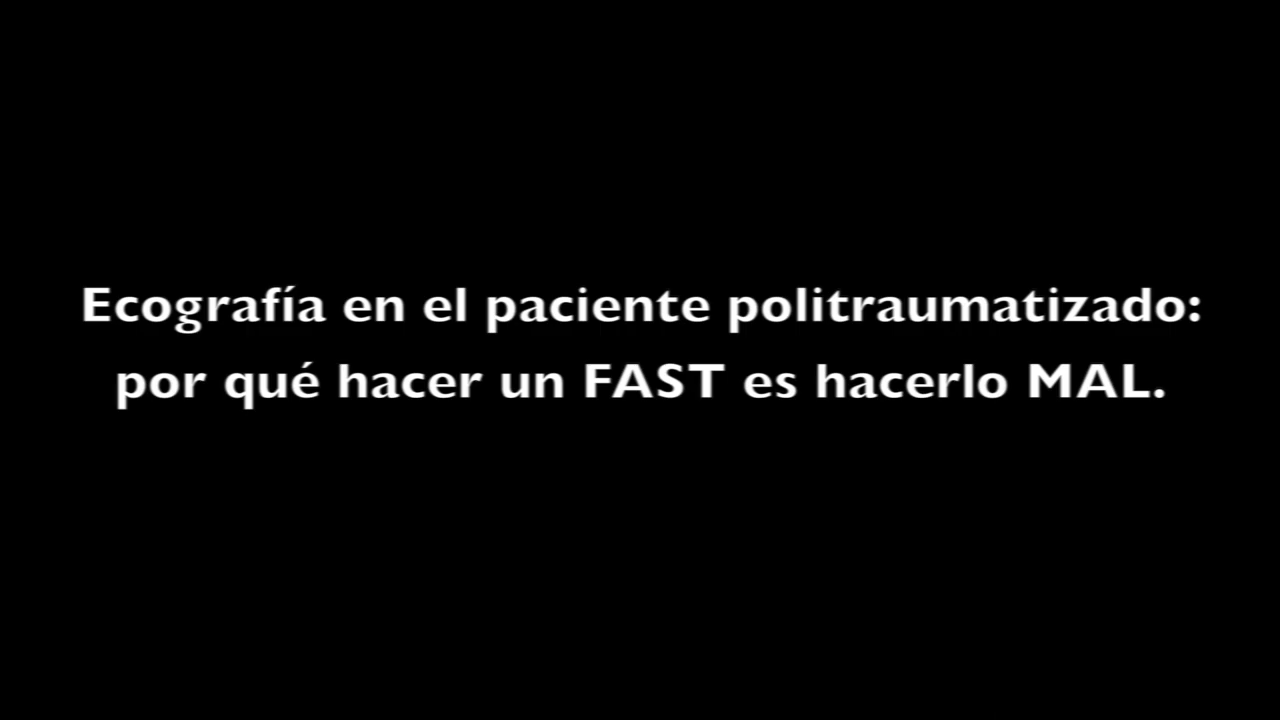 Ecografía en el paciente politraumatizado:
por qué hacer un FAST es hacerlo MAL.